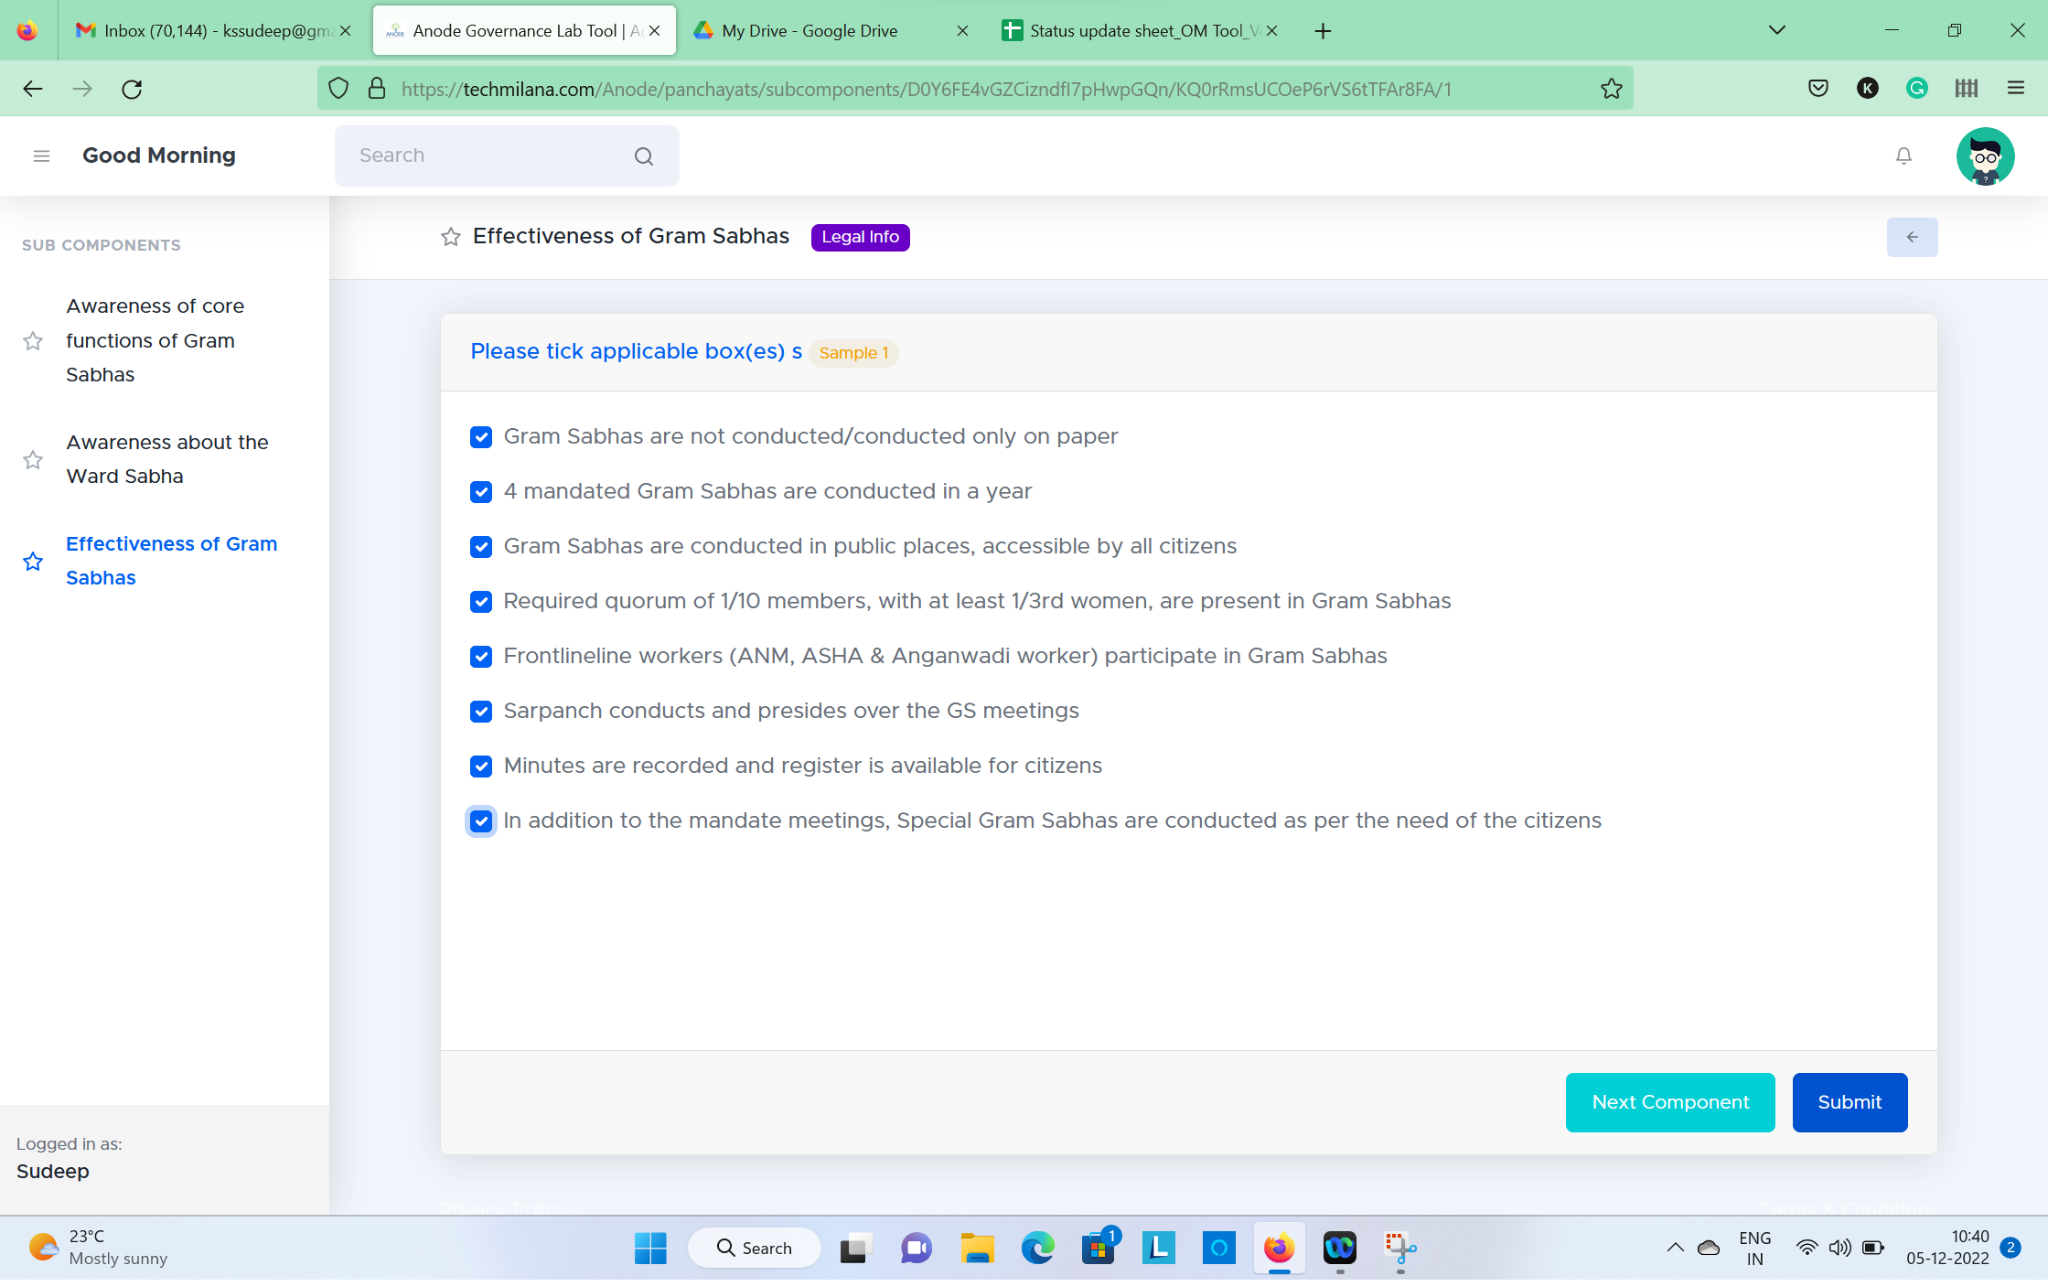 Inbox (70,144) - kssudeep@gm
Anode Governance Lab Tool | A
My Drive - Google Drive
Status update sheet_OM Tool_V
https://techmilana.com/Anode/panchayats/subcomponents/D0Y6FE4vGZCizndfI7pHwpGQn/KQ0rRmsUCOeP6rVS6tTFAr8FA/1
Good Morning
Search
SUB COMPONENTS
Awareness of core
functions of Gram
Sabhas
Awareness about the
Ward Sabha
Effectiveness of Gram
Sabhas
Logged in as:
Sudeep
Effectiveness of Gram Sabhas Legal Info
Please tick applicable box(es) s Sample 1
Gram Sabhas are not conducted/conducted only on paper
4 mandated Gram Sabhas are conducted in a year
Gram Sabhas are conducted in public places, accessible by all citizens
Required quorum of 1/10 members, with at least 1/3rd women, are present in Gram Sabhas
Frontlineline workers (ANM, ASHA & Anganwadi worker) participate in Gram Sabhas
Sarpanch conducts and presides over the GS meetings
Minutes are recorded and register is available for citizens
In addition to the mandate meetings, Special Gram Sabhas are conducted as per the need of the citizens
Next Component Submit
Privacy Policy Terms & Conditions
23°C
Mostly sunny
Search
1
ENG
IN
10:40
05-12-2022
2